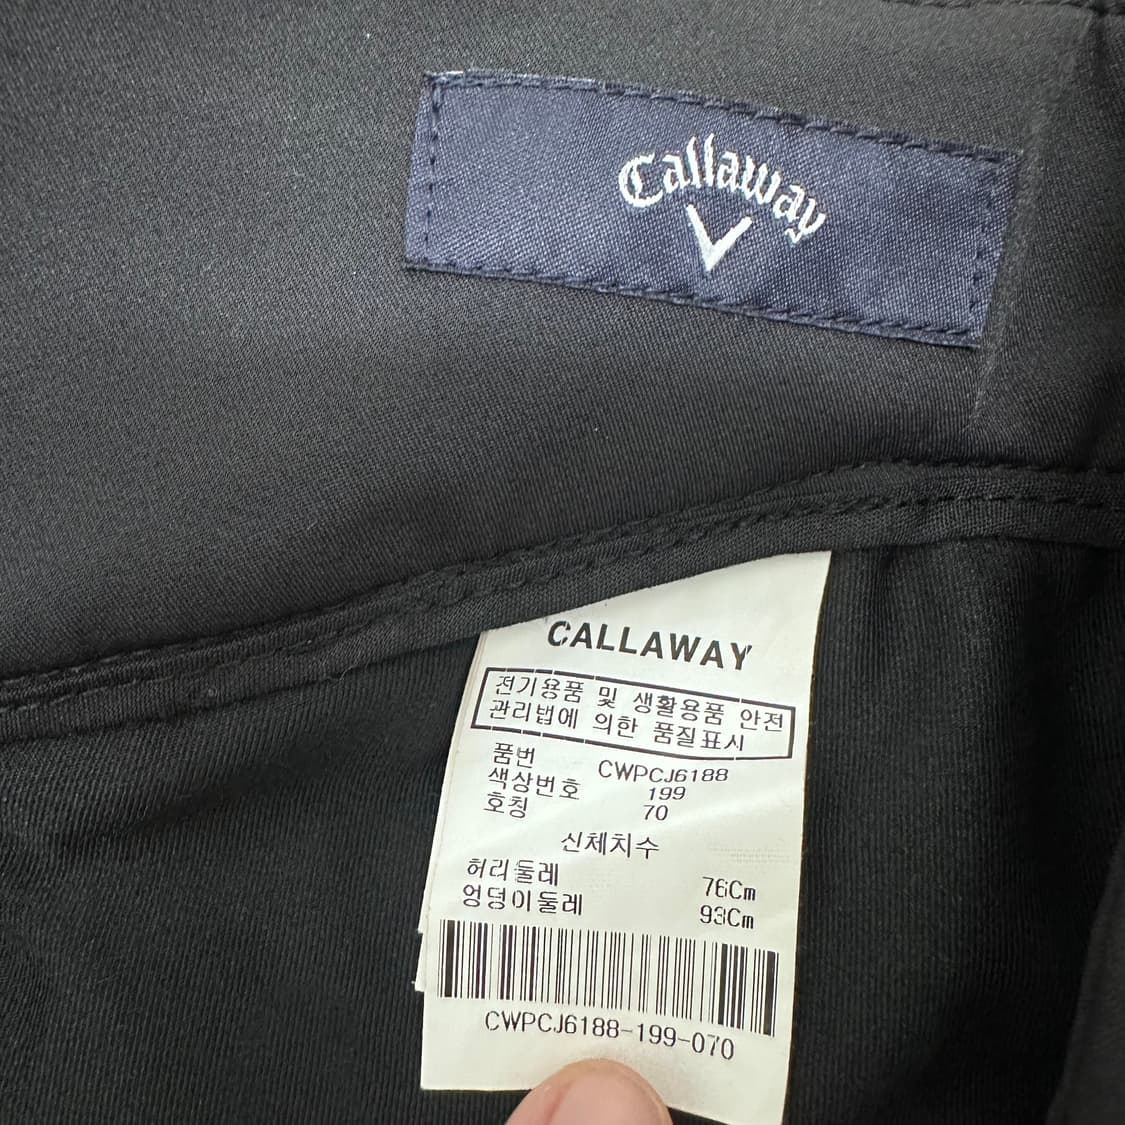 Callaway
CALLAWAY
전기용품 및 생활용품 안전
관리법에 의한 품질표시
품번 CWPCJ6188
색상번호 199
호칭 70
신체치수
허리둘레 76Cm
엉덩이둘레 93Cm
CWPCJ6188-199-070